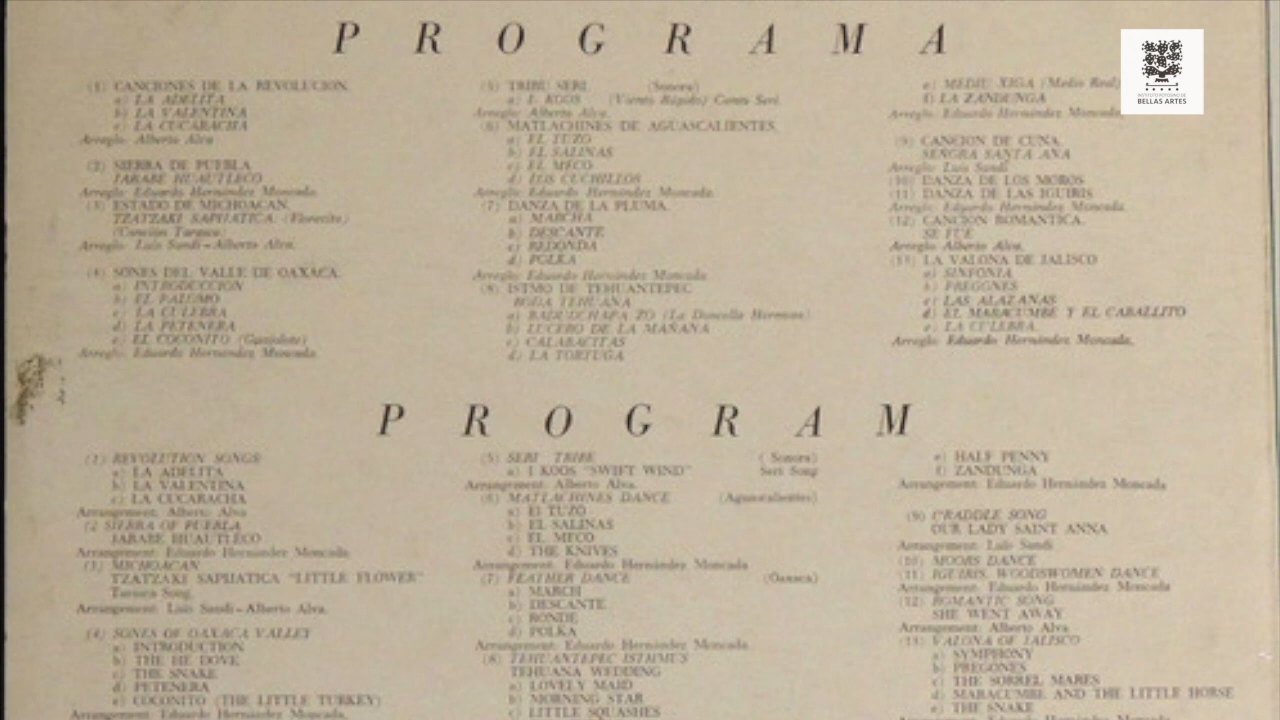 PROGRAMA
(1) CANCIONES DE LA REVOLUCION.
a) LA ADELITA
b) LA VALENTINA
c) LA CUCARACHA
Arreglo: Alberto Alva
(2) SIERRA DE PUEBLA
JARABE HUAUTLECO
Arreglo: Eduardo Hernández Moncada.
(3) ESTADO DE MICHOACAN.
TZATZAKI SAPIHATICA. (Florecita)
(Canción Tarasca)
Arreglo: Luis Sandi-Alberto Alva.
(4) SONES DEL VALLE DE OAXACA.
a) INTRODUCCION
b) EL PALOMO
c) LA CULEBRA
d) LA PETENERA
e) EL COCONITO (Guajolote)
Arreglo: Eduardo Hernández Moncada.
(5) TRIBU SERI (Sonora)
a) I. KOOS (Viento Rápido) Canto Seri.
Arreglo: Alberto Alva.
(6) MATLACHINES DE AGUASCALIENTES.
a) EL TUZO
b) EL SALINAS
c) EL MECO
d) LOS CUCHILLOS
Arreglo: Eduardo Hernández Moncada.
(7) DANZA DE LA PLUMA.
a) MARCHA
b) DESCANTE
c) REDONDA
d) POLKA
Arreglo: Eduardo Hernández Moncada
(8) ISTMO DE TEHUANTEPEC
BODA TEHUANA
a) BADUDCHAPA ZO (La Doncella Hermosa)
b) LUCERO DE LA MAÑANA
c) CALABACITAS
d) LA TORTUGA
e) MEDIU XIGA (Medio Real)
f) LA ZANDUNGA
Arreglo: Eduardo Hernández Moncada.
(9) CANCION DE CUNA.
SEÑORA SANTA ANA
Arreglo: Luis Sandi
(10) DANZA DE LOS MOROS
(11) DANZA DE LAS IGUIRIS
Arreglo: Eduardo Hernández Moncada.
(12) CANCION ROMANTICA.
SE FUE
Arreglo Alberto Alva.
(13) LA VALONA DE JALISCO
a) SINFONIA
b) PREGONES
c) LAS ALAZANAS
d) EL MARACUMBE Y EL CABALLITO
e) LA CULEBRA
Arreglo: Eduardo Hernández Moncada.
BELLAS ARTES
PROGRAM
(1) REVOLUTION SONGS
a) LA ADELITA
b) LA VALENTINA
c) LA CUCARACHA
Arrangement: Alberto Alva
(2 SIERRA OF PUEBLA
JARABE HUAUTLECO
Arrangement: Eduardo Hernández Moncada.
(3) MICHOACAN
TZATZAKI SAPIHATICA "LITTLE FLOWER"
Tarasca Song.
Arrangement: Luis Sandi-Alberto Alva.
(4) SONES OF OAXACA VALLEY
a) INTRODUCTION
b) THE HE DOVE
c) THE SNAKE
d) PETENERA
e) COCONITO (THE LITTLE TURKEY)
Arrangement: Eduardo Hernández Moncada.
(5) SERI TRIBE (Sonora)
a) I KOOS "SWIFT WIND" Seri Song
Arrangement: Alberto Alva.
(6) MATLACHINES DANCE (Aguascalientes)
a) El TUZO
b) EL SALINAS
c) EL MECO
d) THE KNIVES
Arrangement: Eduardo Hernández Moncada
(7) FEATHER DANCE (Oaxaca)
a) MARCH
b) DESCANTE
c) RONDE
d) POLKA
Arrangement: Eduardo Hernández Moncada
(8) TEHUANTEPEC ISTHMUS
TEHUANA WEDDING
a) LOVELY MAID
b) MORNING STAR
c) LITTLE SQUASHES
e) HALF PENNY
f) ZANDUNGA
Arrangement: Eduardo Hernández Moncada
(9) CRADDLE SONG
OUR LADY SAINT ANNA
Arrangement: Luis Sandi
(10) MOORS DANCE
(11) IGUIRIS, WOODSWOMEN DANCE
Arrangement: Eduardo Hernández Moncada
(12) ROMANTIC SONG
SHE WENT AWAY
Arrangement: Alberto Alva
(13) VALONA OF JALISCO
a) SYMPHONY
b) PREGONES
c) THE SORREL MARES
d) MARACUMBE AND THE LITTLE HORSE
e) THE SNAKE